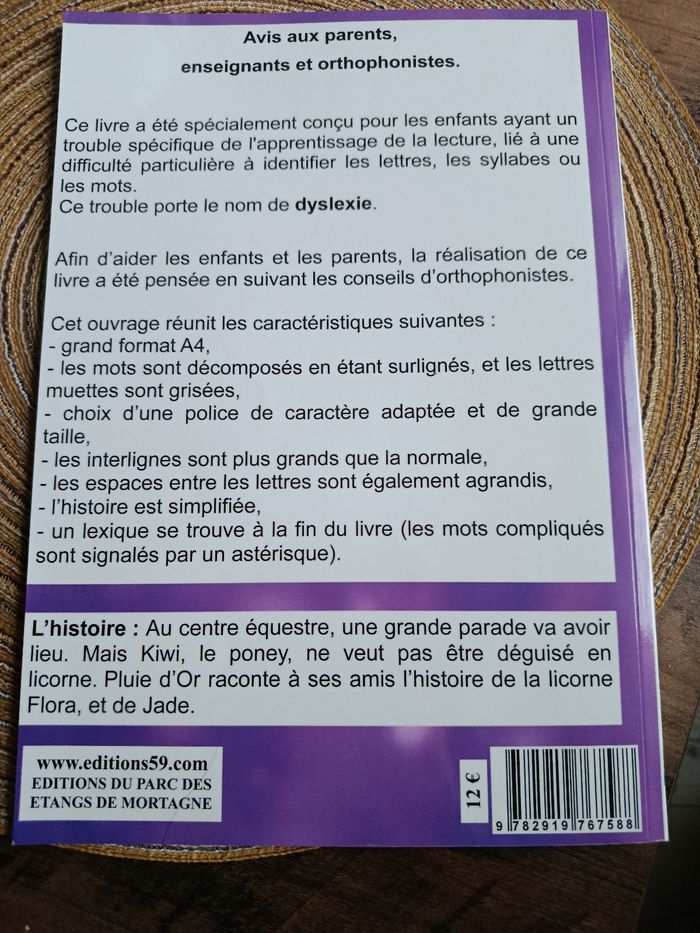 Avis aux parents,
enseignants et orthophonistes.
Ce livre a été spécialement conçu pour les enfants ayant un
trouble spécifique de l'apprentissage de la lecture, lié à une
difficulté particulière à identifier les lettres, les syllabes ou
les mots.
Ce trouble porte le nom de dyslexie.
Afin d'aider les enfants et les parents, la réalisation de ce
livre a été pensée en suivant les conseils d'orthophonistes.
Cet ouvrage réunit les caractéristiques suivantes :
- grand format A4,
- les mots sont décomposés en étant surlignés, et les lettres
muettes sont grisées,
- choix d'une police de caractère adaptée et de grande
taille,
- les interlignes sont plus grands que la normale,
- les espaces entre les lettres sont également agrandis,
- l'histoire est simplifiée,
- un lexique se trouve à la fin du livre (les mots compliqués
sont signalés par un astérisque).
L'histoire : Au centre équestre, une grande parade va avoir
lieu. Mais Kiwi, le poney, ne veut pas être déguisé en
licorne. Pluie d'Or raconte à ses amis l'histoire de la licorne
Flora, et de Jade.
www.editions59.com
EDITIONS DU PARC DES
ETANGS DE MORTAGNE
12 €
9 782919 767588